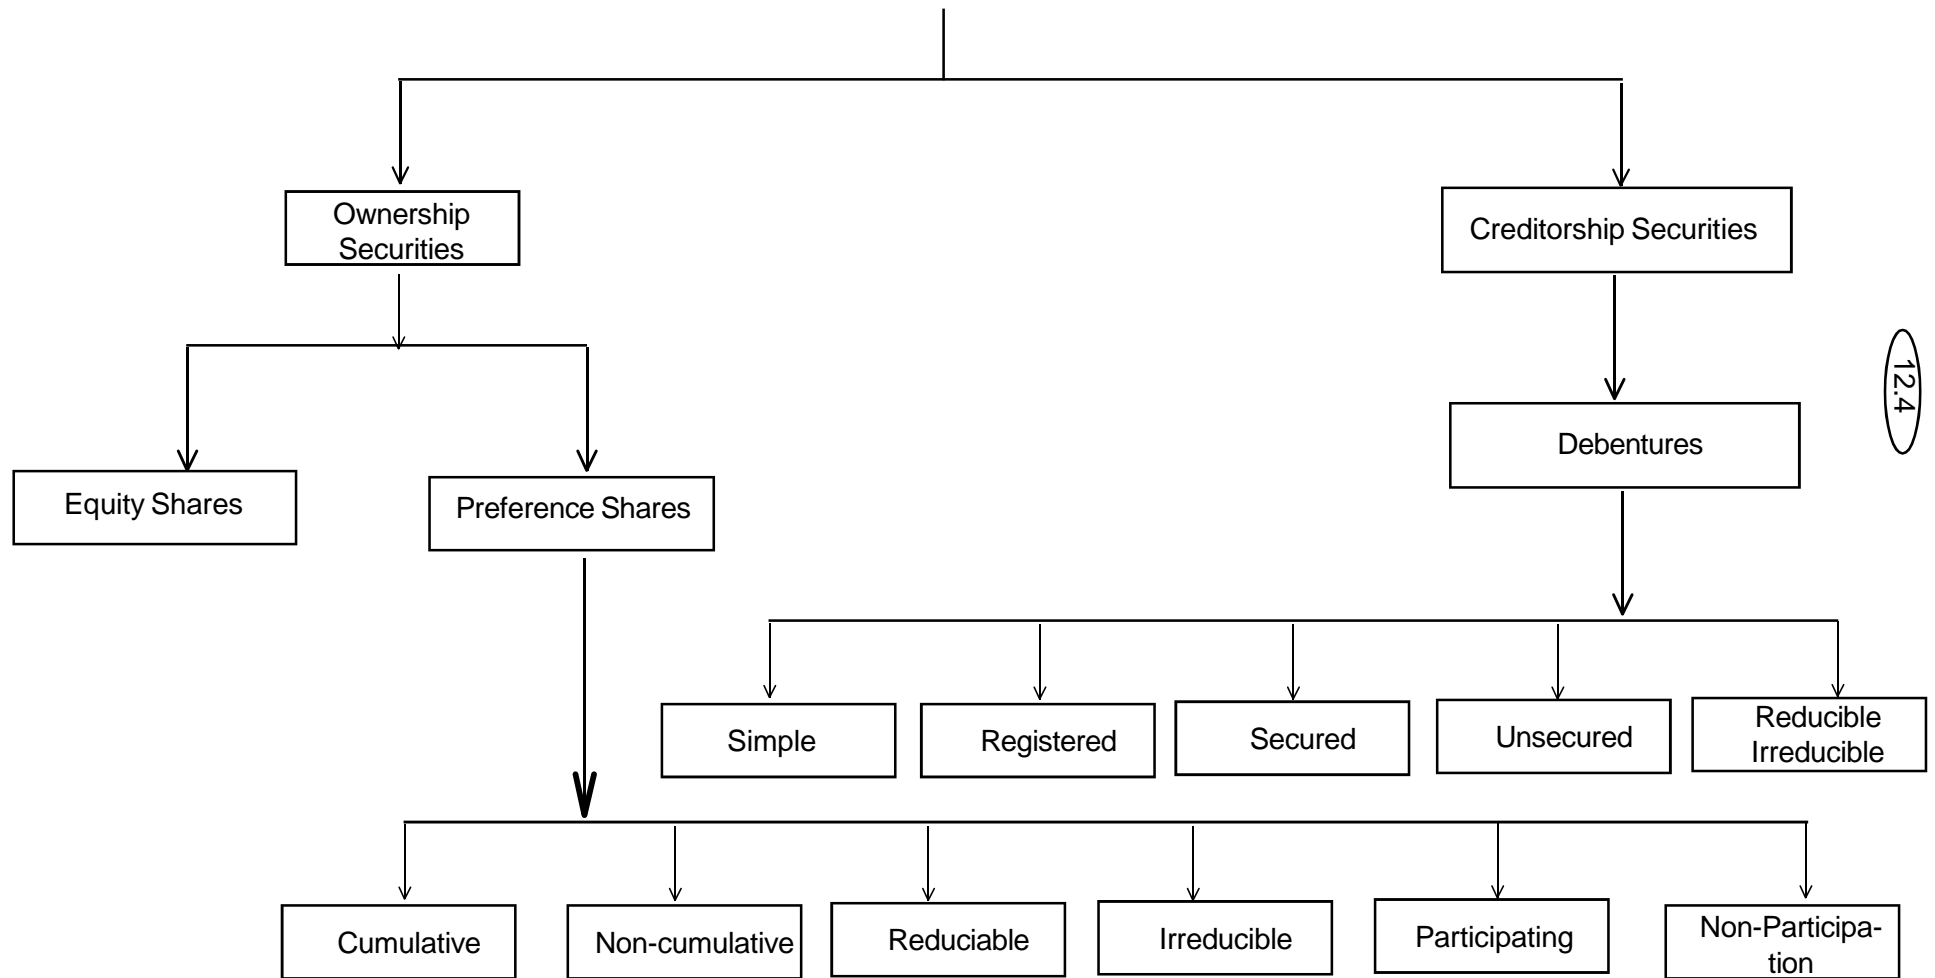 Ownership
Securities
Creditorship Securities
12.4
Debentures
Equity Shares
Preference Shares
Simple
Registered
Secured
Unsecured
Reducible
Irreducible
Cumulative
Non-cumulative
Reduciable
Irreducible
Participating
Non-Participa-
tion